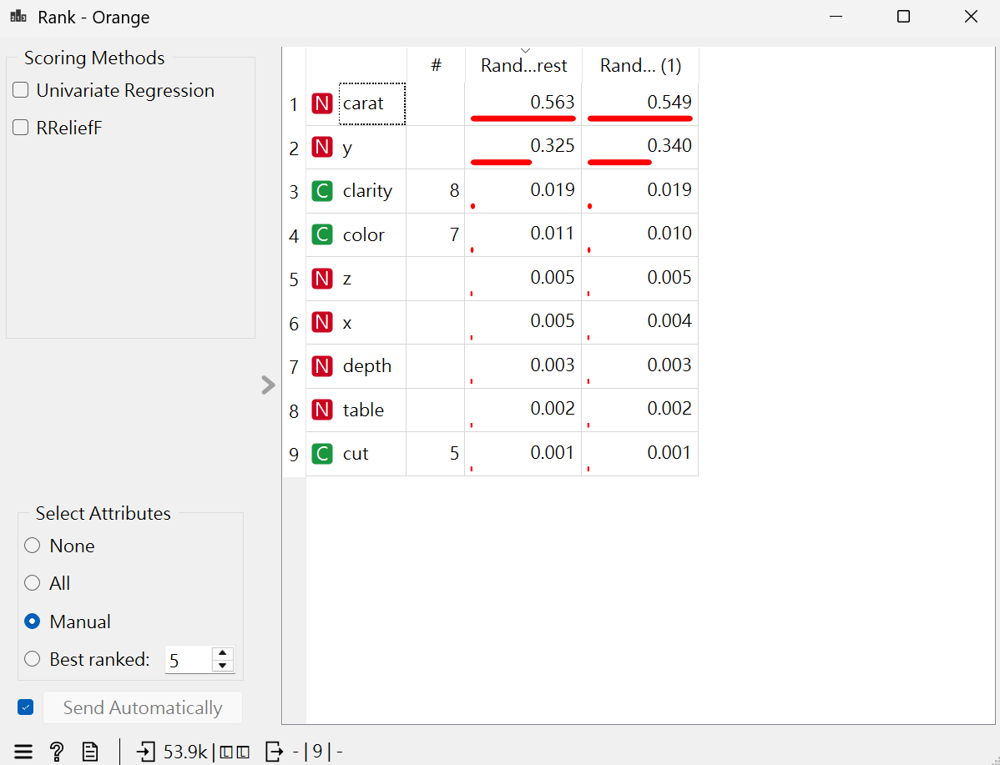 Rank - Orange
Scoring Methods
Univariate Regression
RReliefF
# Rand...rest Rand... (1)
1 N carat 0.563 0.549
2 N y 0.325 0.340
3 C clarity 8 0.019 0.019
4 C color 7 0.011 0.010
5 N z 0.005 0.005
6 N x 0.005 0.004
7 N depth 0.003 0.003
8 N table 0.002 0.002
9 C cut 5 0.001 0.001
Select Attributes
None
All
Manual
Best ranked: 5
Send Automatically
53.9k | - | 9 | -